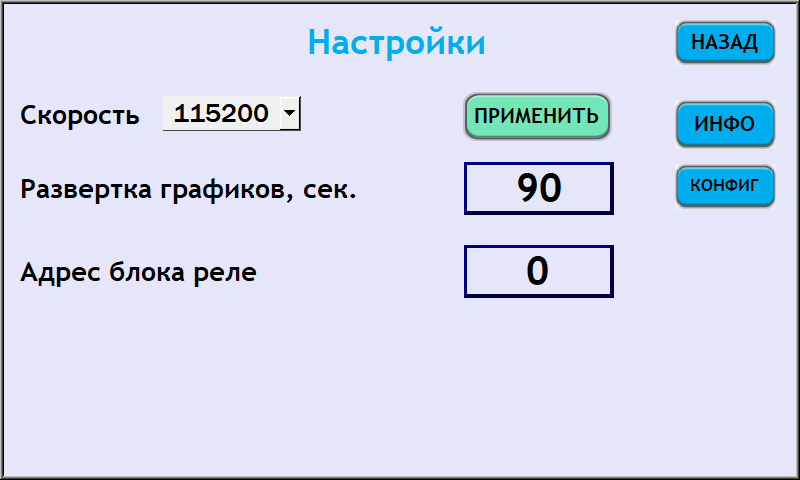 Настройки
НАЗАД
Скорость 115200
ПРИМЕНИТЬ
ИНФО
Развертка графиков, сек. 90
КОНФИГ
Адрес блока реле 0